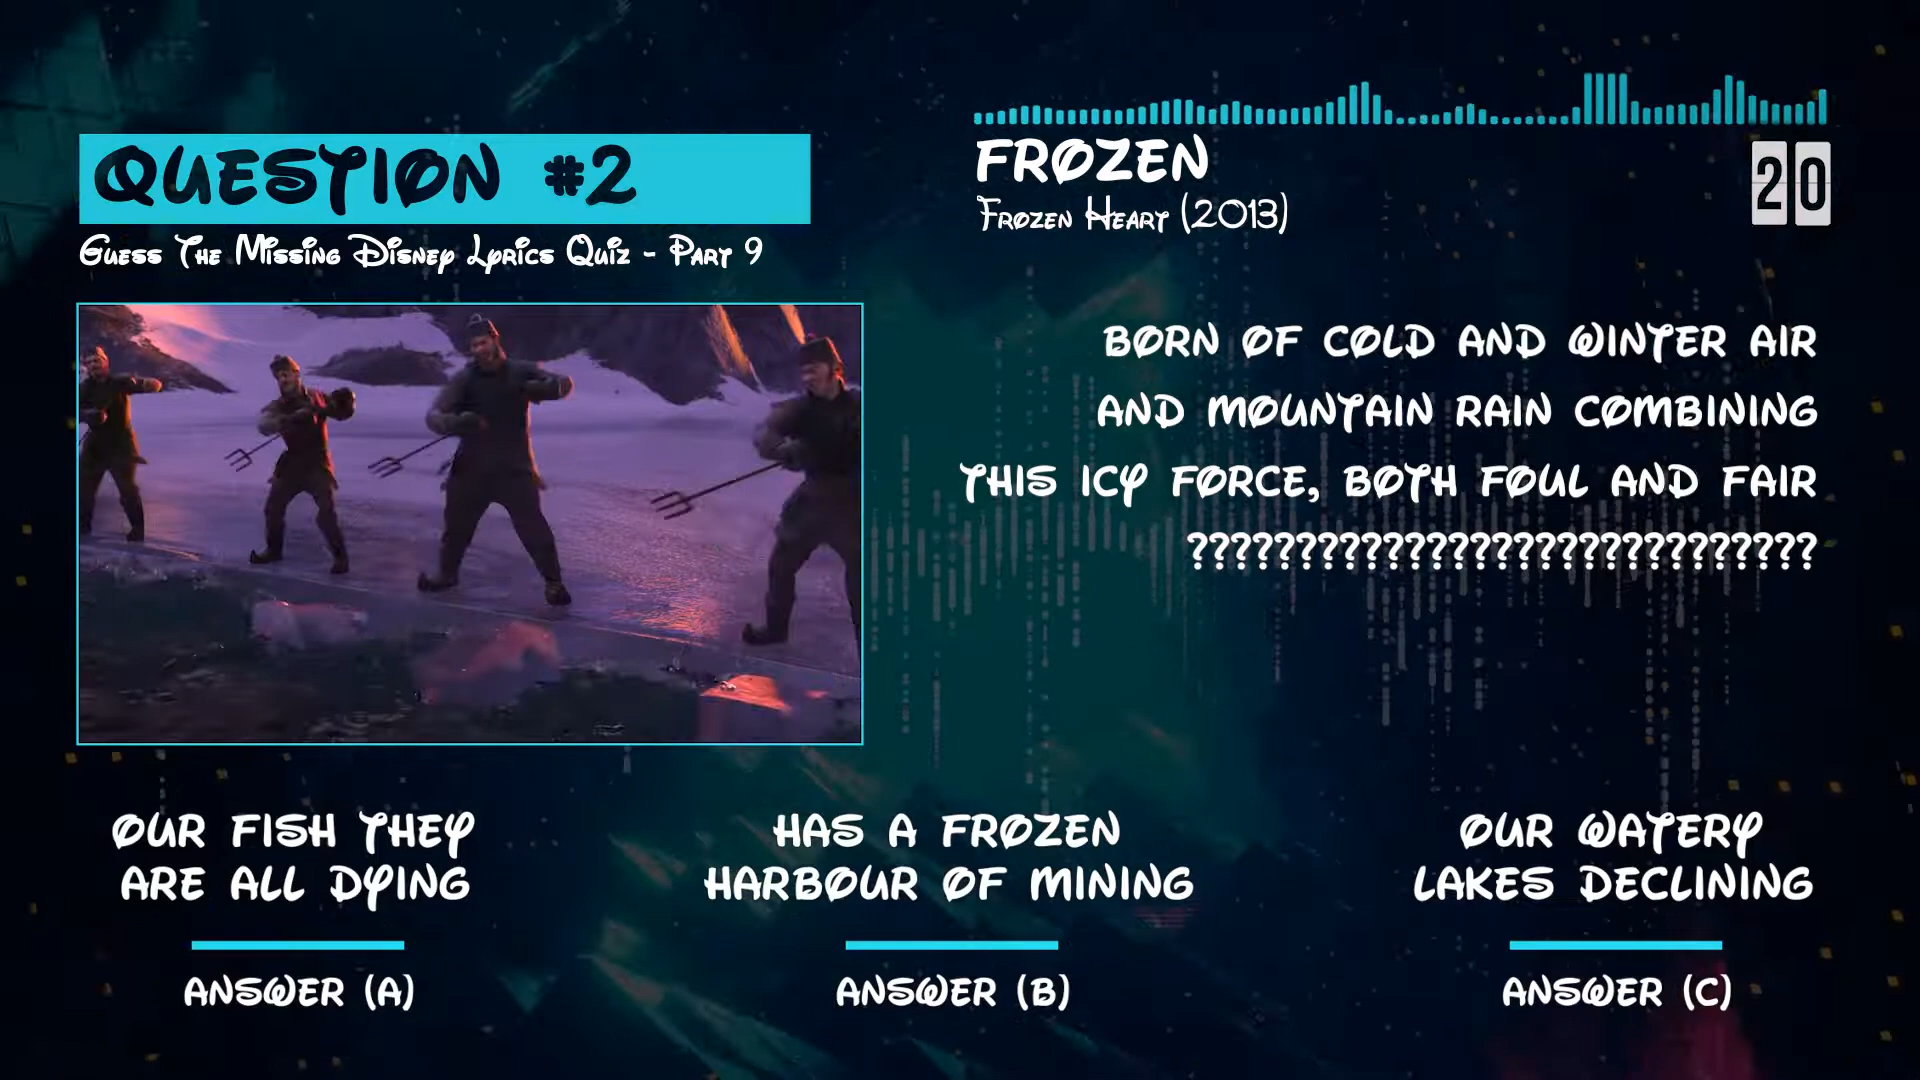 QUESTION #2
Guess The Missing Disney Lyrics Quiz - Part 9
FROZEN
Frozen Heart (2013)
20
BORN OF COLD AND WINTER AIR
AND MOUNTAIN RAIN COMBINING
THIS ICY FORCE, BOTH FOUL AND FAIR
?????????????????????????????
OUR FISH THEY
ARE ALL DYING
ANSWER (A)
HAS A FROZEN
HARBOUR OF MINING
ANSWER (B)
OUR WATERY
LAKES DECLINING
ANSWER (C)